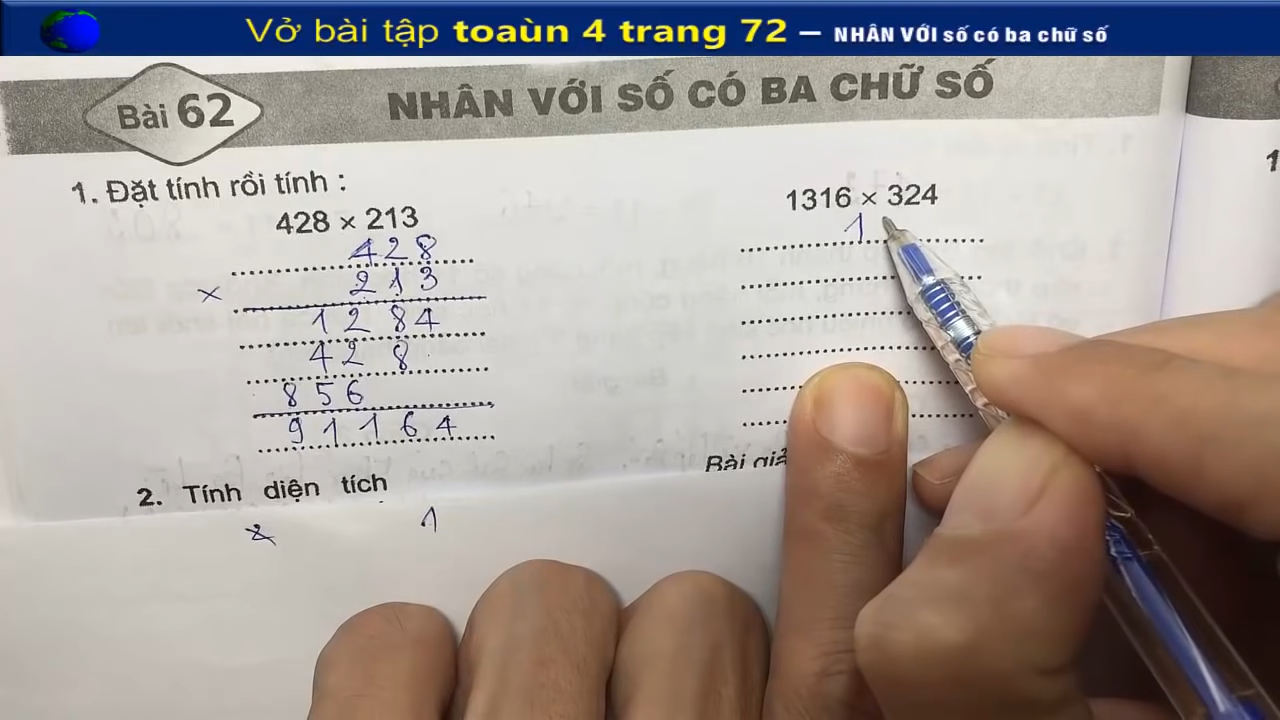 Vở bài tập toaùn 4 trang 72 – NHÂN VỚI số có ba chữ số
Bài 62
NHÂN VỚI SỐ CÓ BA CHỮ SỐ
1. Đặt tính rồi tính :
428 × 213
428
× 213
1284
428
856
91164
1316 × 324
1
Bài giả
2. Tính diện tích
1
1